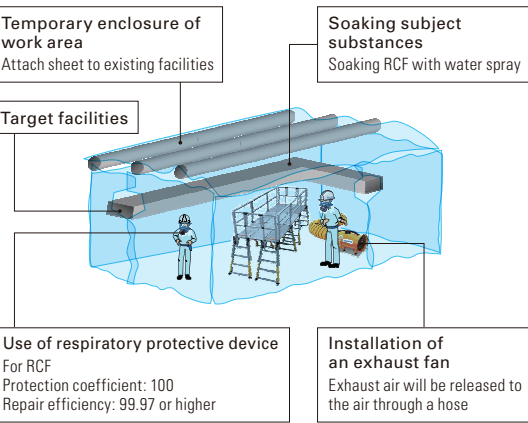 Temporary enclosure of
work area
Attach sheet to existing facilities
Soaking subject
substances
Soaking RCF with water spray
Target facilities
Use of respiratory protective device
For RCF
Protection coefficient: 100
Repair efficiency: 99.97 or higher
Installation of
an exhaust fan
Exhaust air will be released to
the air through a hose